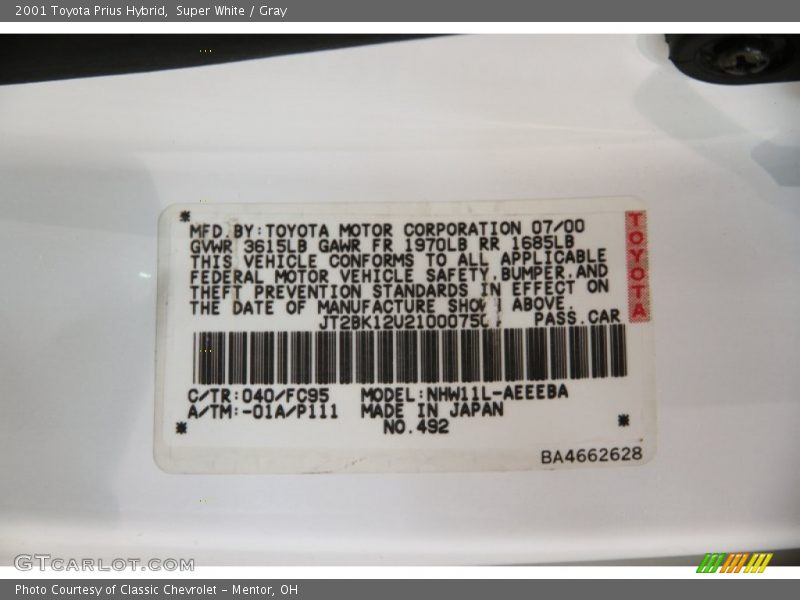 2001 Toyota Prius Hybrid, Super White / Gray
*
MFD.BY:TOYOTA MOTOR CORPORATION 07/00
GVWR 3615LB GAWR FR 1970LB RR 1685LB
THIS VEHICLE CONFORMS TO ALL APPLICABLE
FEDERAL MOTOR VEHICLE SAFETY,BUMPER,AND
THEFT PREVENTION STANDARDS IN EFFECT ON
THE DATE OF MANUFACTURE SHOW ABOVE.
PASS.CAR
TOYOTA
C/TR:040/FC95 MODEL:NHW11L-AEEEBA
A/TM:-01A/P111 MADE IN JAPAN
* NO.492 *
BA4662628
GTCARLOT.COM
Photo Courtesy of Classic Chevrolet - Mentor, OH